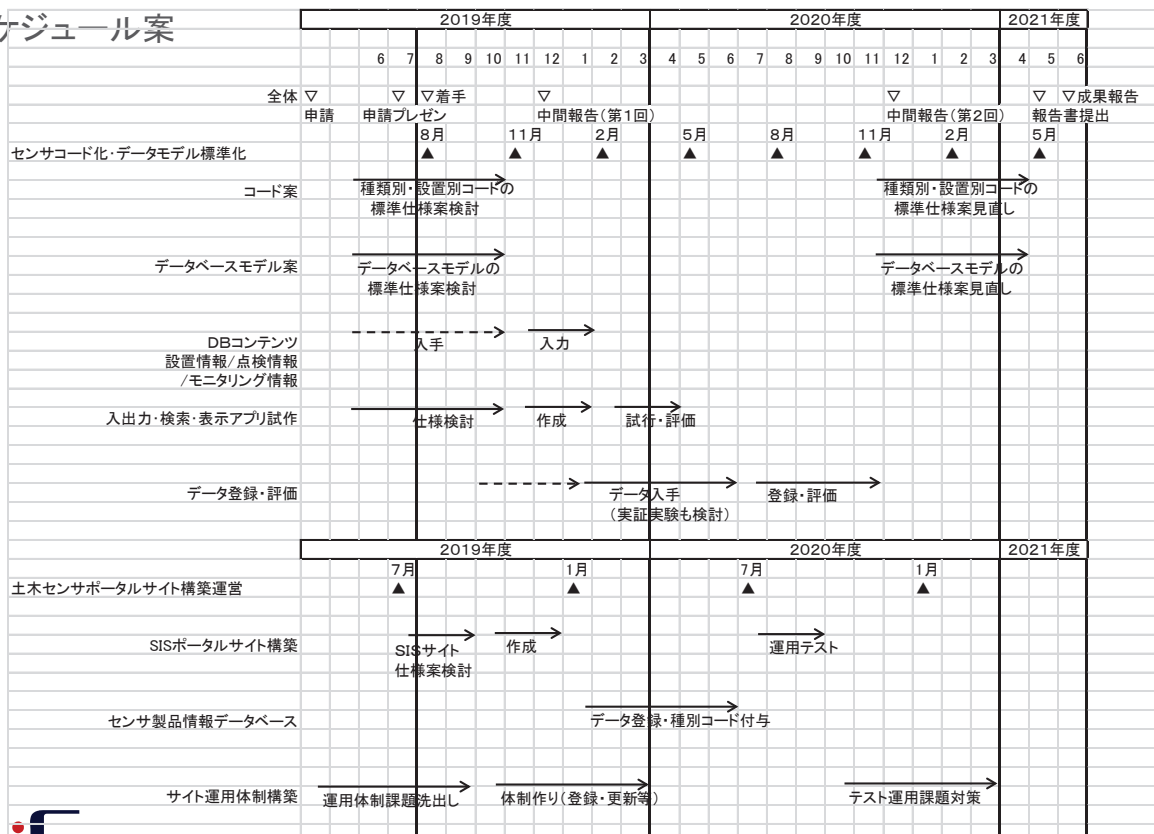 ケジュール案
2019年度 2020年度 2021年度
6 7 8 9 10 11 12 1 2 3 4 5 6 7 8 9 10 11 12 1 2 3 4 5 6
全体 ▽ ▽ ▽着手 ▽ ▽ ▽ ▽成果報告
申請 申請プレゼン 中間報告(第1回) 中間報告(第2回) 報告書提出
8月 11月 2月 5月 8月 11月 2月 5月
センサコード化・データモデル標準化 ▲ ▲ ▲ ▲ ▲ ▲ ▲ ▲
コード案 種類別・設置別コードの 種類別・設置別コードの
標準仕様案検討 標準仕様案見直し
データベースモデル案 データベースモデルの データベースモデルの
標準仕様案検討 標準仕様案見直し
DBコンテンツ 入手 入力
設置情報/点検情報
/モニタリング情報
入出力・検索・表示アプリ試作 仕様検討 作成 試行・評価
データ登録・評価 データ入手 登録・評価
(実証実験も検討)
2019年度 2020年度 2021年度
7月 1月 7月 1月
土木センサポータルサイト構築運営 ▲ ▲ ▲ ▲
SISポータルサイト構築 SISサイト 作成 運用テスト
仕様案検討
センサ製品情報データベース データ登録・種別コード付与
サイト運用体制構築 運用体制課題洗出し 体制作り(登録・更新等) テスト運用課題対策